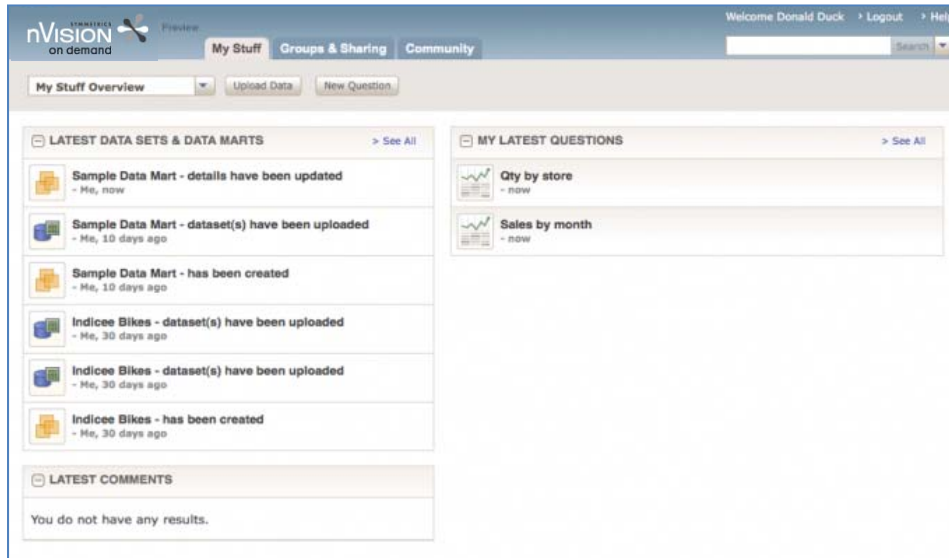 SYMMETRICS
nVISION
on demand
Preview
Welcome Donald Duck › Logout › Help
My Stuff Groups & Sharing Community
Search
My Stuff Overview Upload Data New Question
LATEST DATA SETS & DATA MARTS > See All
Sample Data Mart - details have been updated
- Me, now
Sample Data Mart - dataset(s) have been uploaded
- Me, 10 days ago
Sample Data Mart - has been created
- Me, 10 days ago
Indicee Bikes - dataset(s) have been uploaded
- Me, 30 days ago
Indicee Bikes - dataset(s) have been uploaded
- Me, 30 days ago
Indicee Bikes - has been created
- Me, 30 days ago
LATEST COMMENTS
You do not have any results.
MY LATEST QUESTIONS > See All
Qty by store
- now
Sales by month
- now